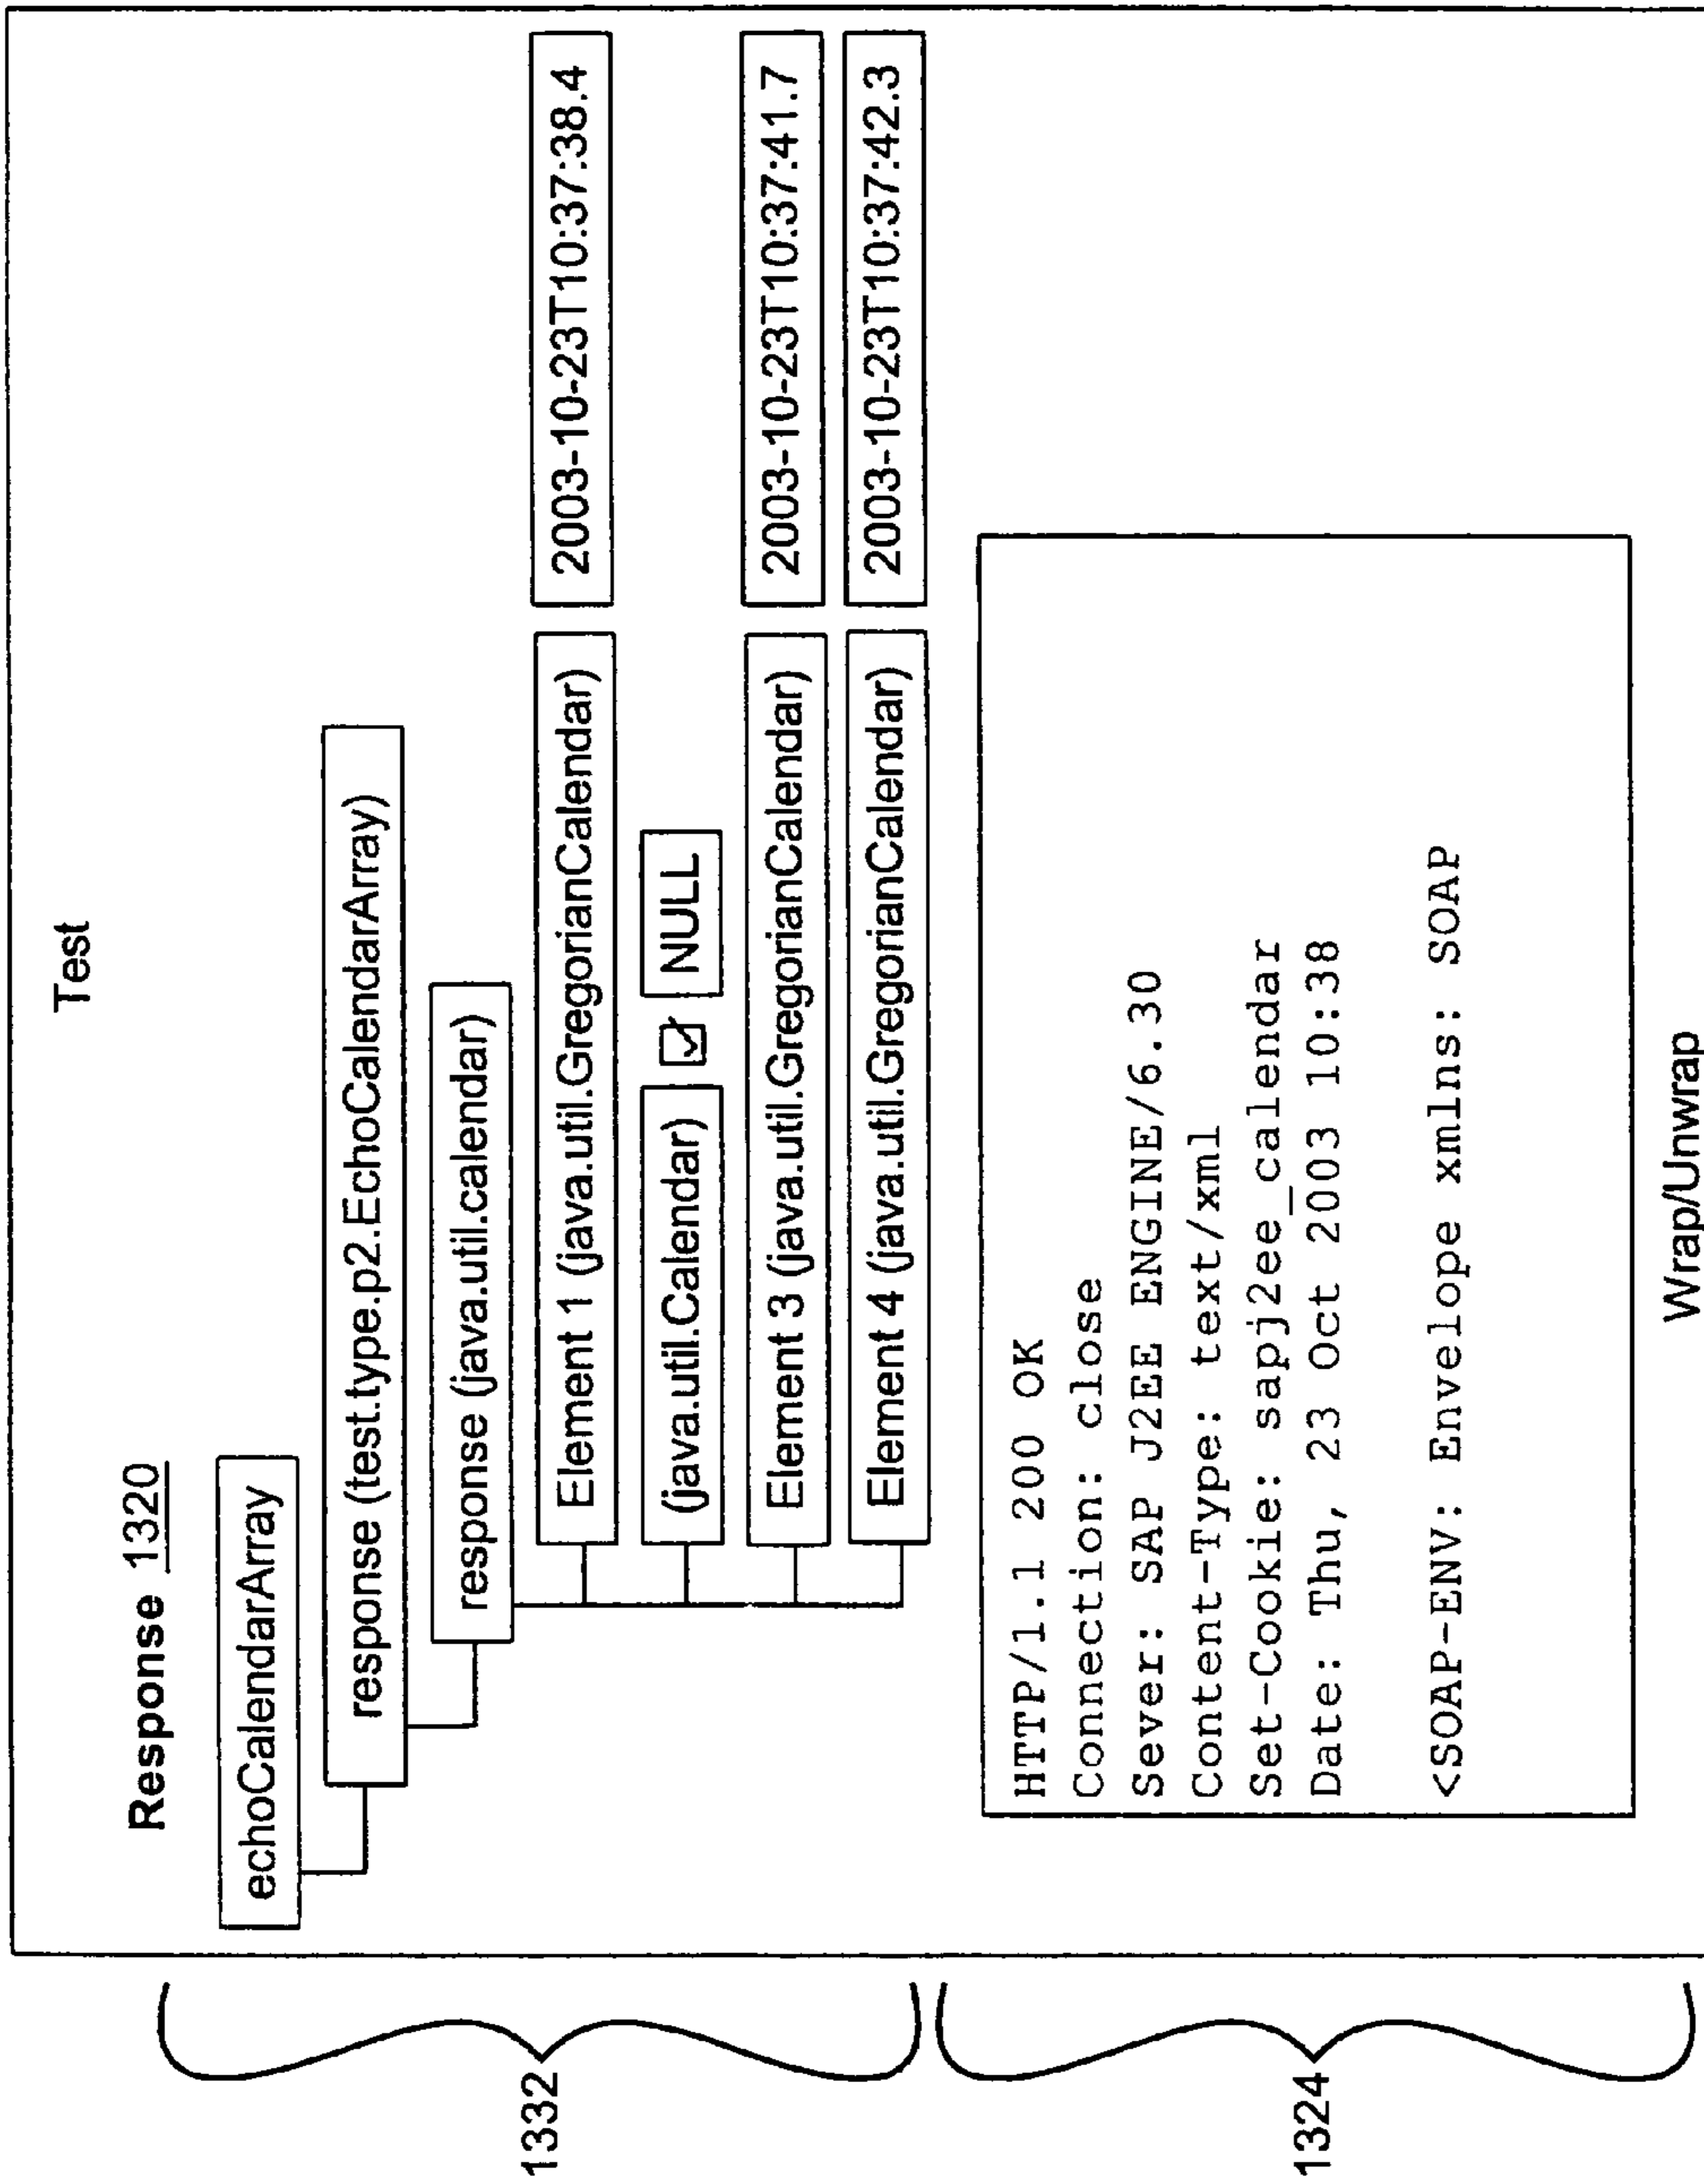 Test
Response 1320
echoCalendarArray
response (test.type.p2.EchoCalendarArray)
response (java.util.calendar)
Element 1 (java.util.GregorianCalendar) 2003-10-23T10:37:38.4
(java.util.Calendar) NULL
Element 3 (java.util.GregorianCalendar) 2003-10-23T10:37:41.7
Element 4 (java.util.GregorianCalendar) 2003-10-23T10:37:42.3
1332
HTTP/1.1 200 OK
Connection: close
Sever: SAP J2EE ENGINE/6.30
Content-Type: text/xml
Set-Cookie: sapj2ee_calendar
Date: Thu, 23 Oct 2003 10:38
<SOAP-ENV: Envelope xmlns: SOAP
1324
Wrap/Unwrap